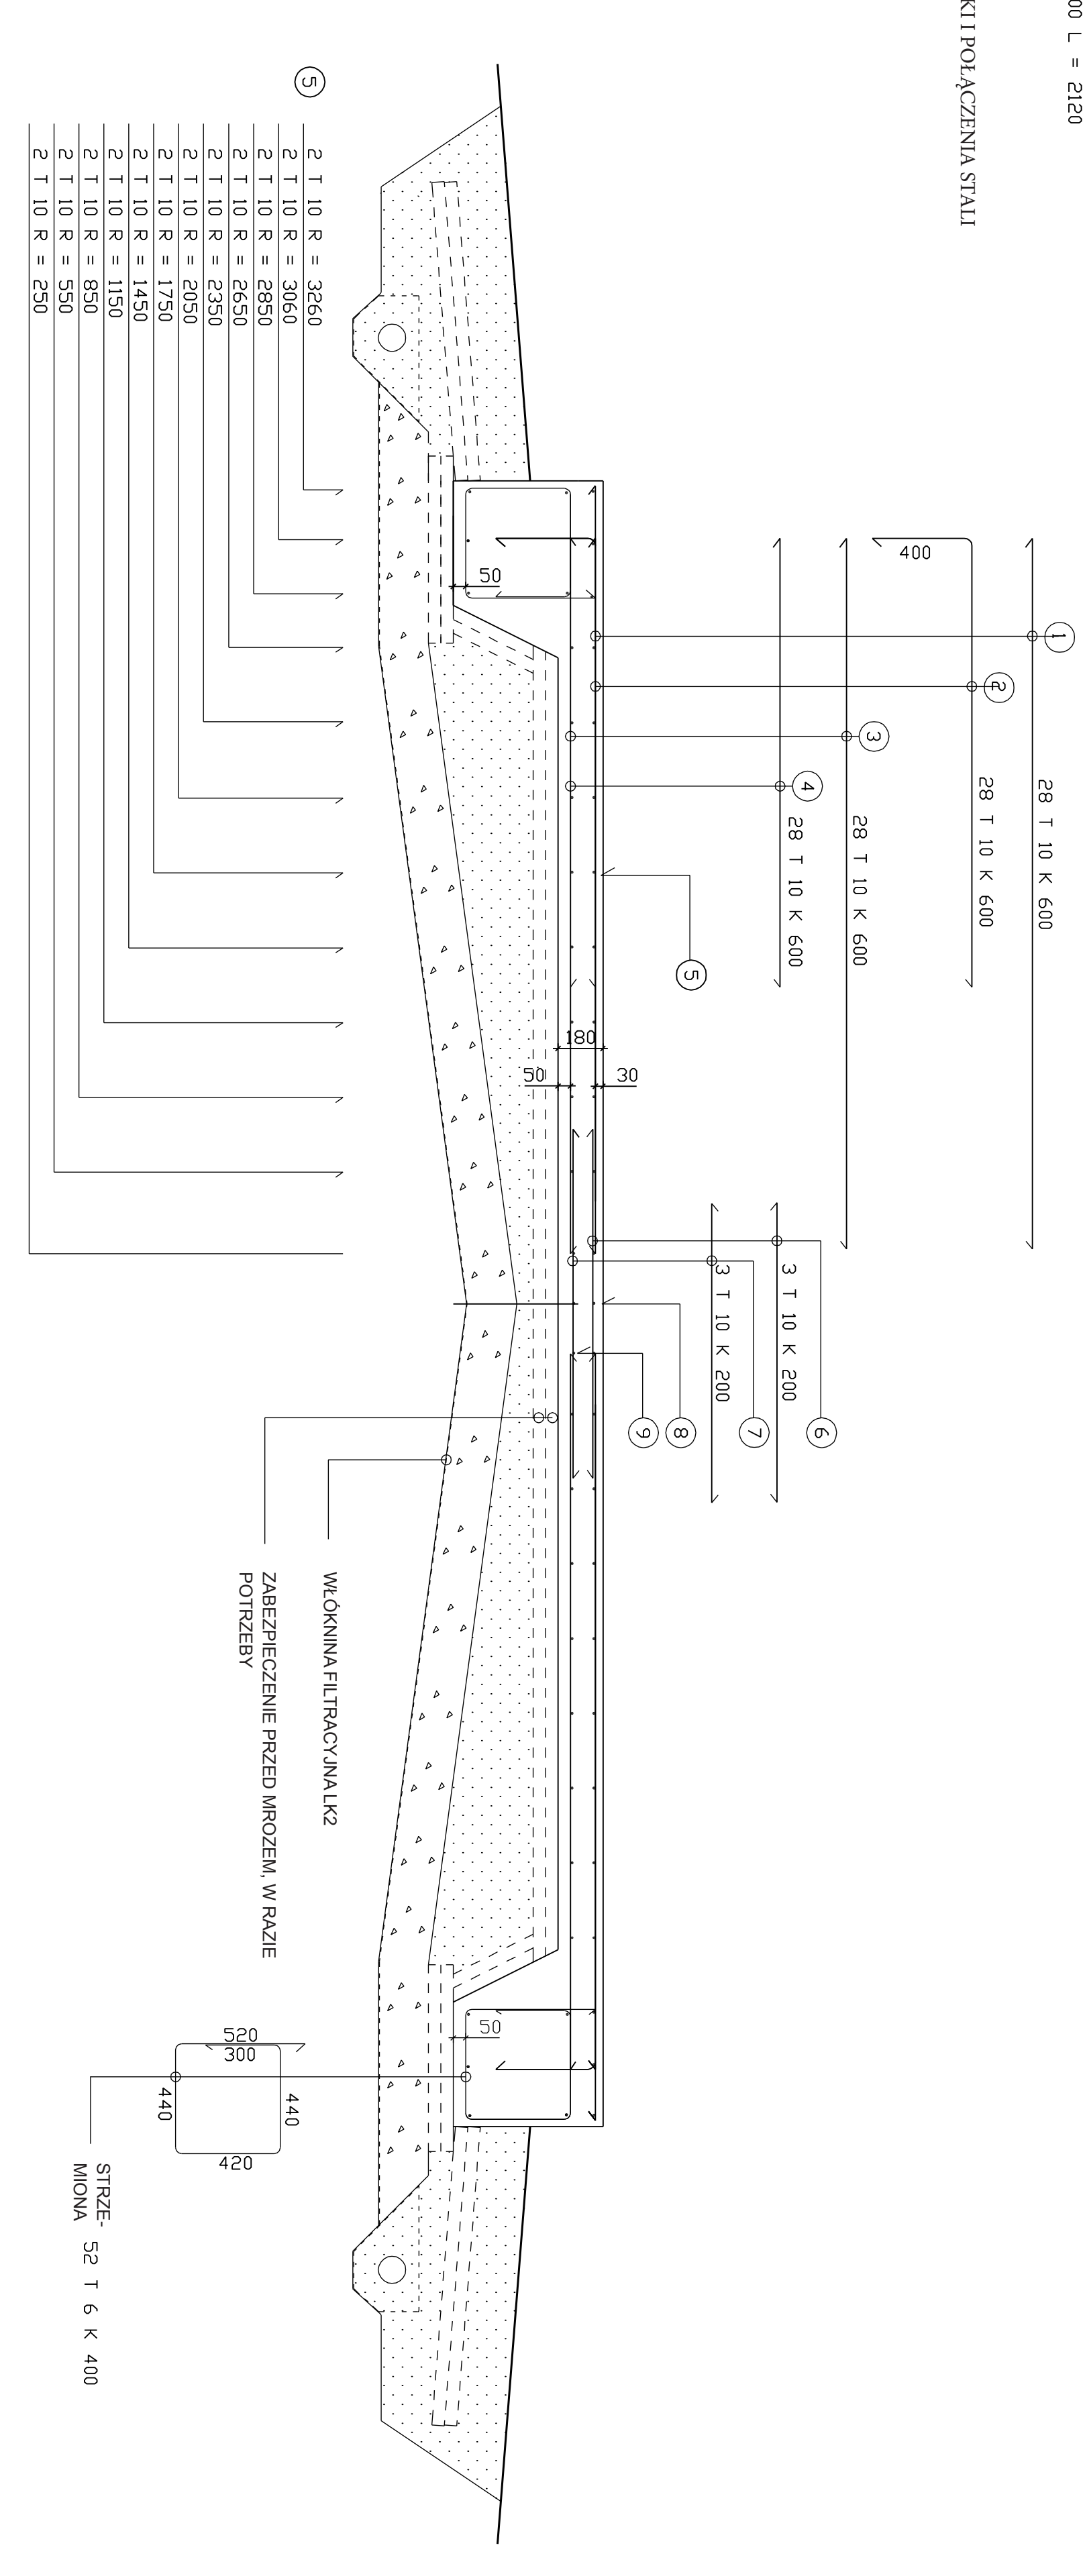 00 L = 2120
KI I POŁĄCZENIA STALI
1
28 T 10 K 600
2
28 T 10 K 600
400
3
28 T 10 K 600
4
28 T 10 K 600
6
3 T 10 K 200
7
3 T 10 K 200
5
8
9
180
30
50
50
50
5
2 T 10 R = 3260
2 T 10 R = 3060
2 T 10 R = 2850
2 T 10 R = 2650
2 T 10 R = 2350
2 T 10 R = 2050
2 T 10 R = 1750
2 T 10 R = 1450
2 T 10 R = 1150
2 T 10 R = 850
2 T 10 R = 550
2 T 10 R = 250
WŁÓKNINA FILTRACYJNA LK2
ZABEZPIECZENIE PRZED MROZEM, W RAZIE
POTRZEBY
440
520
300
420
440
STRZE-
MIONA
52 T 6 K 400